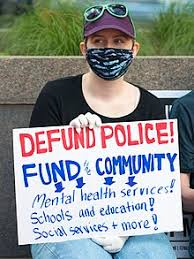 DEFUND POLICE!
FUND the COMMUNITY
Mental health services!
Schools and education!
Social services + more!